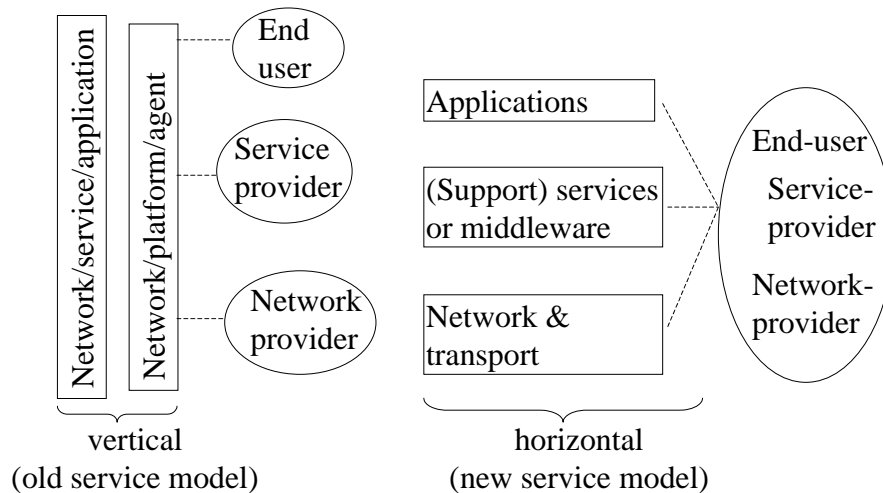 Network/service/application
Network/platform/agent
End
user
Service
provider
Network
provider
vertical
(old service model)
Applications
(Support) services
or middleware
Network &
transport
End-user
Service-
provider
Network-
provider
horizontal
(new service model)